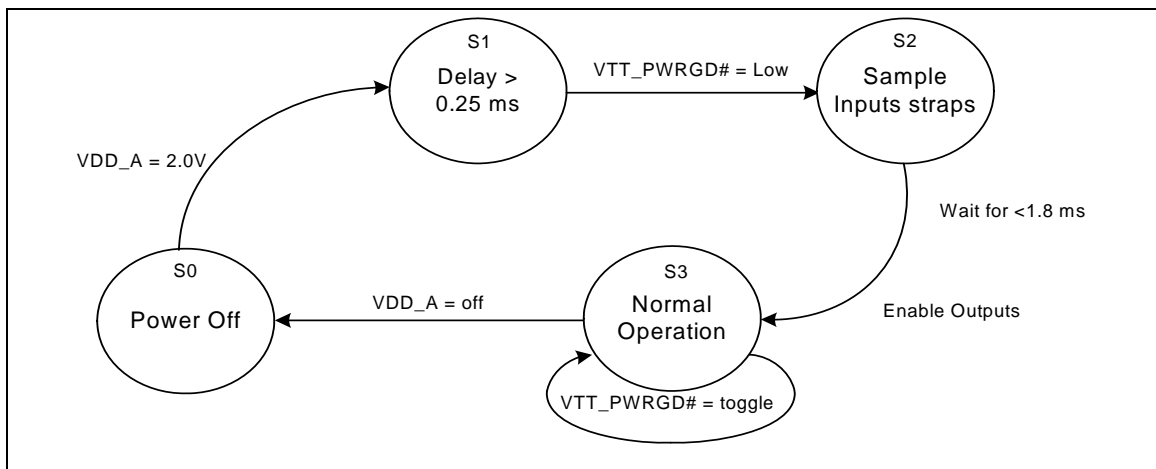 S1
Delay >
0.25 ms
VTT_PWRGD# = Low
S2
Sample
Inputs straps
VDD_A = 2.0V
Wait for <1.8 ms
S0
Power Off
VDD_A = off
S3
Normal
Operation
Enable Outputs
VTT_PWRGD# = toggle